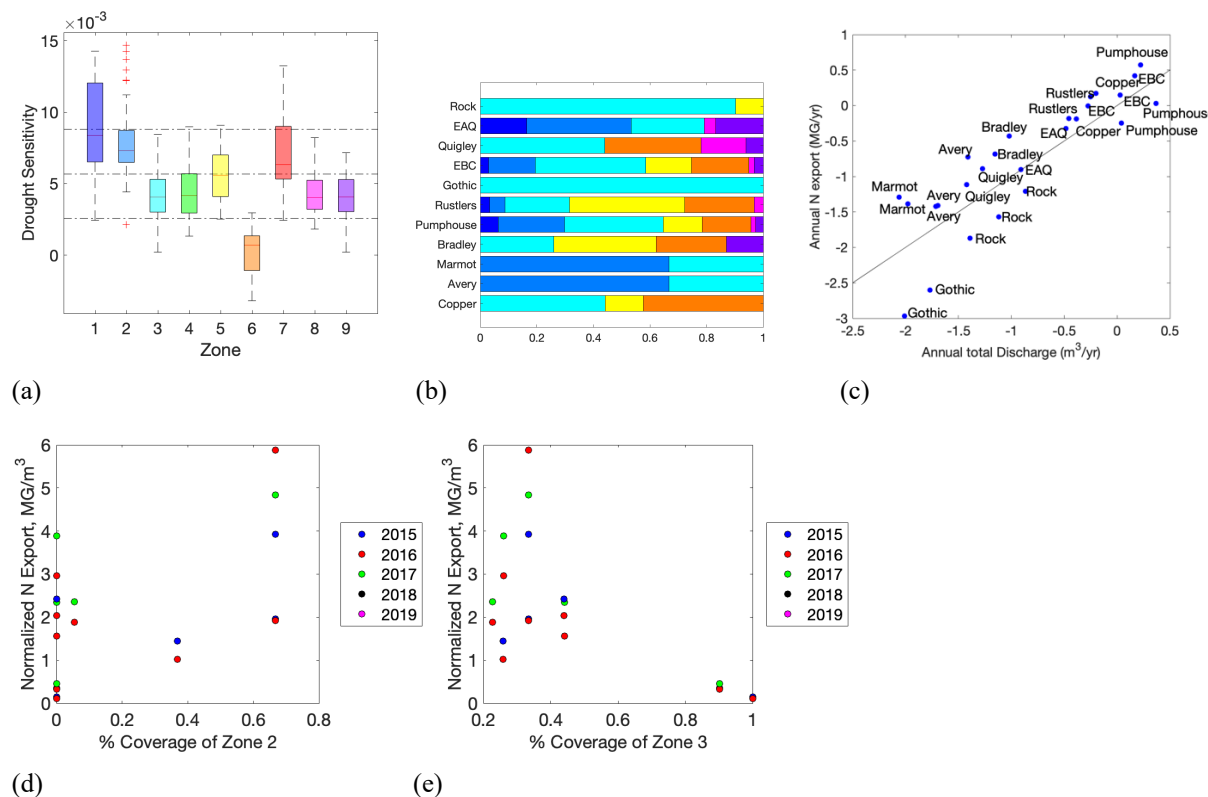 ×10⁻³
15
10
5
0
Drought Sensitivity
1 2 3 4 5 6 7 8 9
Zone
(a)
Rock
EAQ
Quigley
EBC
Gothic
Rustlers
Pumphouse
Bradley
Marmot
Avery
Copper
0 0.2 0.4 0.6 0.8 1
(b)
1
0.5
0
-0.5
-1
-1.5
-2
-2.5
-3
Annual N export (MG/yr)
Pumphouse
Copper EBC
Rustlers
EBC
Pumphouse
Rustlers EBC
Bradley
EAQ Copper Pumphouse
Avery Bradley
Quigley EAQ
Marmot Avery Quigley Rock
Marmot Avery
Rock
Rock
Gothic
Gothic
-2.5 -2 -1.5 -1 -0.5 0 0.5
Annual total Discharge (m³/yr)
(c)
6
5
4
3
2
1
0
Normalized N Export, MG/m³
0 0.2 0.4 0.6 0.8
% Coverage of Zone 2
2015
2016
2017
2018
2019
(d)
6
5
4
3
2
1
0
Normalized N Export, MG/m³
0.2 0.4 0.6 0.8 1
% Coverage of Zone 3
2015
2016
2017
2018
2019
(e)